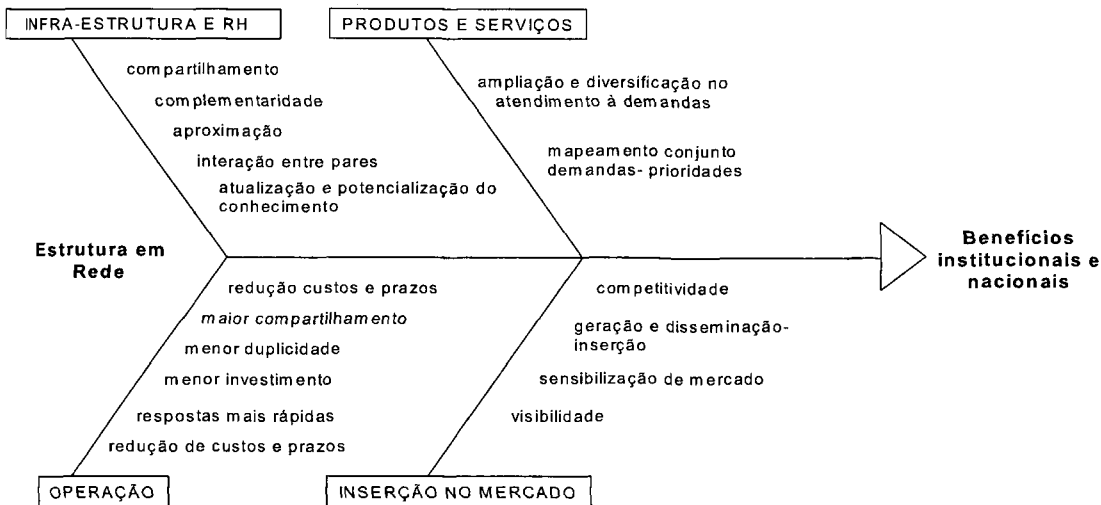 INFRA-ESTRUTURA E RH
PRODUTOS E SERVIÇOS
compartilhamento
complementaridade
aproximação
interação entre pares
atualização e potencialização do
conhecimento
ampliação e diversificação no
atendimento à demandas
mapeamento conjunto
demandas- prioridades
Estrutura em
Rede
Benefícios
institucionais e
nacionais
redução custos e prazos
maior compartilhamento
menor duplicidade
menor investimento
respostas mais rápidas
redução de custos e prazos
competitividade
geração e disseminação-
inserção
sensibilização de mercado
visibilidade
OPERAÇÃO
INSERÇÃO NO MERCADO